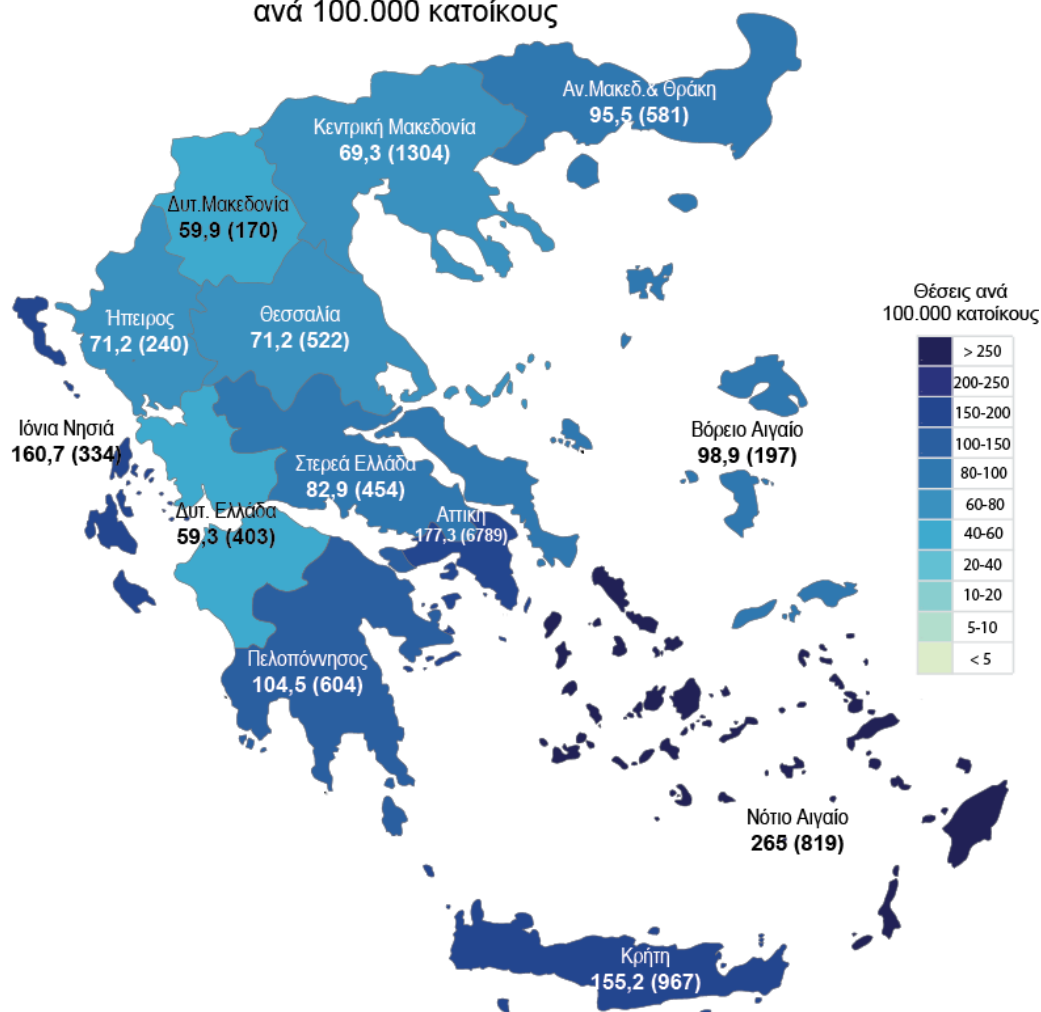 ανά 100.000 κατοίκους
Αν.Μακεδ.& Θράκη
95,5 (581)
Κεντρική Μακεδονία
69,3 (1304)
Δυτ.Μακεδονία
59,9 (170)
Ήπειρος
71,2 (240)
Θεσσαλία
71,2 (522)
Ιόνια Νησιά
160,7 (334)
Βόρειο Αιγαίο
98,9 (197)
Στερεά Ελλάδα
82,9 (454)
Δυτ. Ελλάδα
59,3 (403)
Αττική
177,3 (6789)
Πελοπόννησος
104,5 (604)
Νότιο Αιγαίο
265 (819)
Κρήτη
155,2 (967)
Θέσεις ανά
100.000 κατοίκους
> 250
200-250
150-200
100-150
80-100
60-80
40-60
20-40
10-20
5-10
< 5